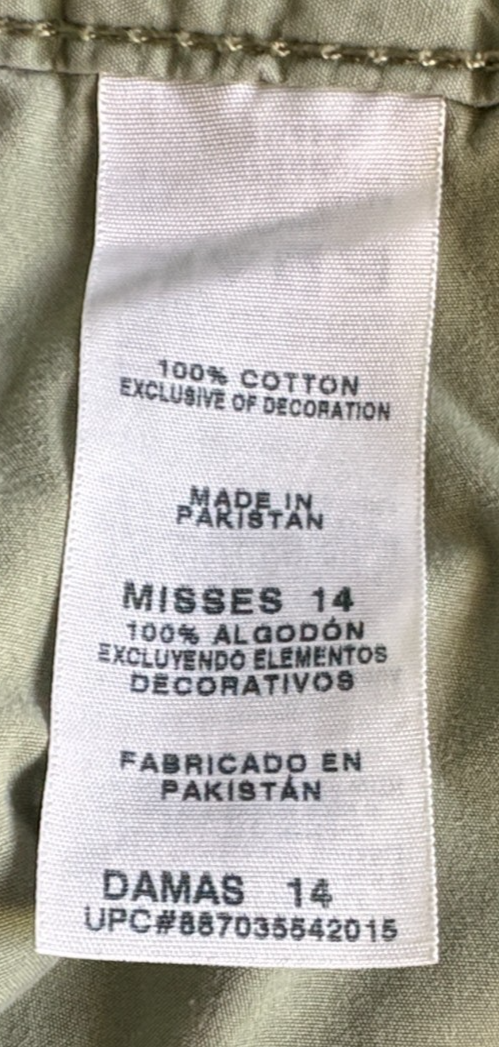 100% COTTON
EXCLUSIVE OF DECORATION
MADE IN
PAKISTAN
MISSES 14
100% ALGODÓN
EXCLUYENDO ELEMENTOS
DECORATIVOS
FABRICADO EN
PAKISTÁN
DAMAS 14
UPC#887035542015